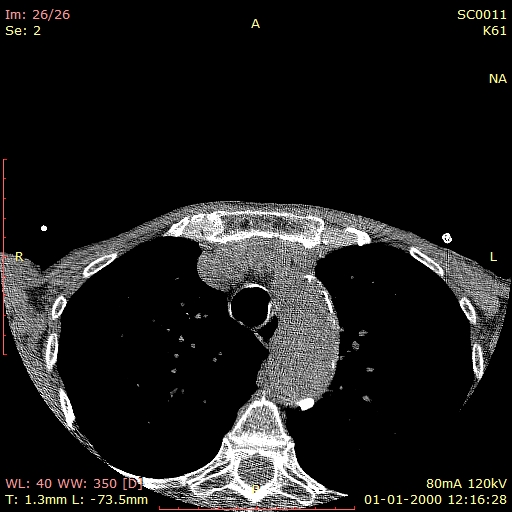 Im: 26/26
Se: 2
A
SC0011
K61
NA
R
L
WL: 40 WW: 350 [D]
T: 1.3mm L: -73.5mm
P
80mA 120kV
01-01-2000 12:16:28